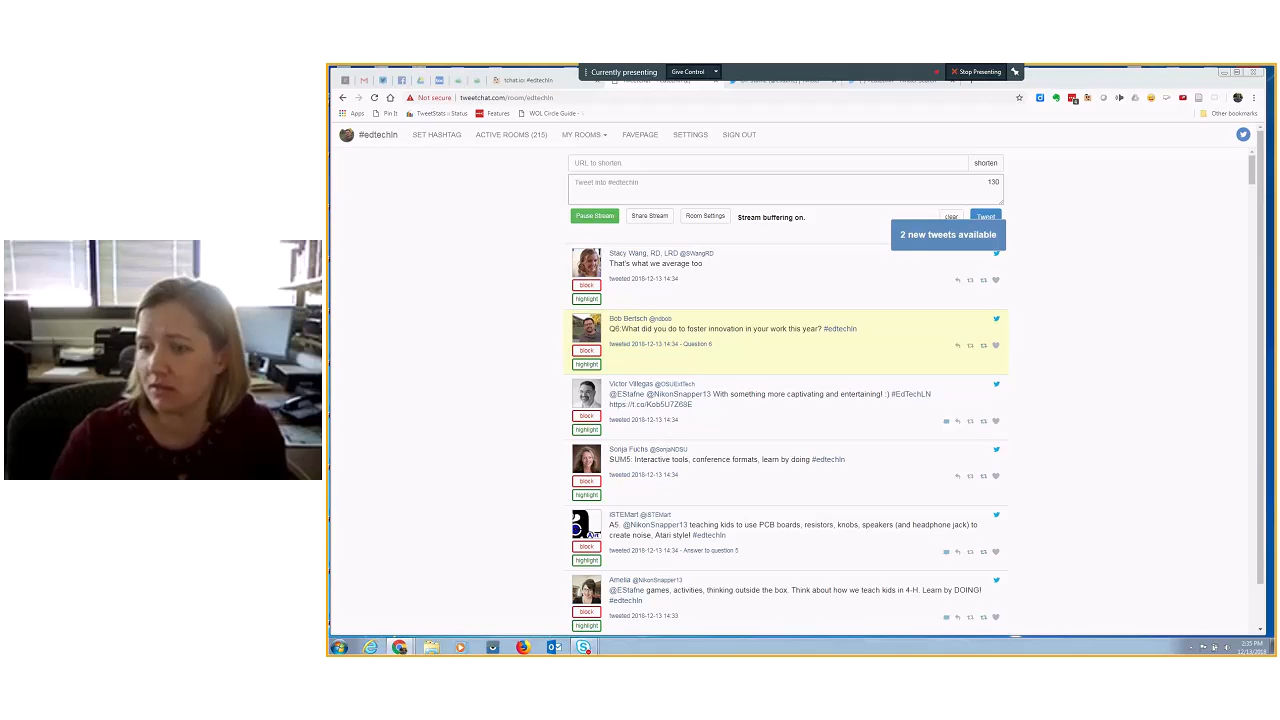 Currently presenting
Give Control
Stop Presenting
tchat.io: #edtechln
Not secure
tweetchat.com/room/edtechln
Apps
Pin It
TweetStats :: Status
Features
WOL Circle Guide -
Other bookmarks
#edtechln
SET HASHTAG
ACTIVE ROOMS (215)
MY ROOMS
FAVEPAGE
SETTINGS
SIGN OUT
URL to shorten
shorten
Tweet into #edtechln
130
Pause Stream
Share Stream
Room Settings
Stream buffering on.
clear
Tweet
2 new tweets available
Stacy Wang, RD, LRD @SWangRD
That's what we average too
tweeted 2018-12-13 14:34
block
highlight
Bob Bertsch @ndbob
Q6:What did you do to foster innovation in your work this year? #edtechln
tweeted 2018-12-13 14:34 - Question 6
block
highlight
Victor Villegas @OSUExtTech
@EStafne @NikonSnapper13 With something more captivating and entertaining! :) #EdTechLN
https://t.co/Kob5U7Z68E
tweeted 2018-12-13 14:34
block
highlight
Sonja Fuchs @SonjaNDSU
SUM5: Interactive tools, conference formats, learn by doing #edtechln
tweeted 2018-12-13 14:34
block
highlight
iSTEMart @iSTEMart
A5. @NikonSnapper13 teaching kids to use PCB boards, resistors, knobs, speakers (and headphone jack) to
create noise, Atari style! #edtechln
tweeted 2018-12-13 14:34 - Answer to question 5
block
highlight
Amelia @NikonSnapper13
@EStafne games, activities, thinking outside the box. Think about how we teach kids in 4-H. Learn by DOING!
#edtechln
tweeted 2018-12-13 14:33
block
highlight
2:35 PM
12/13/2018